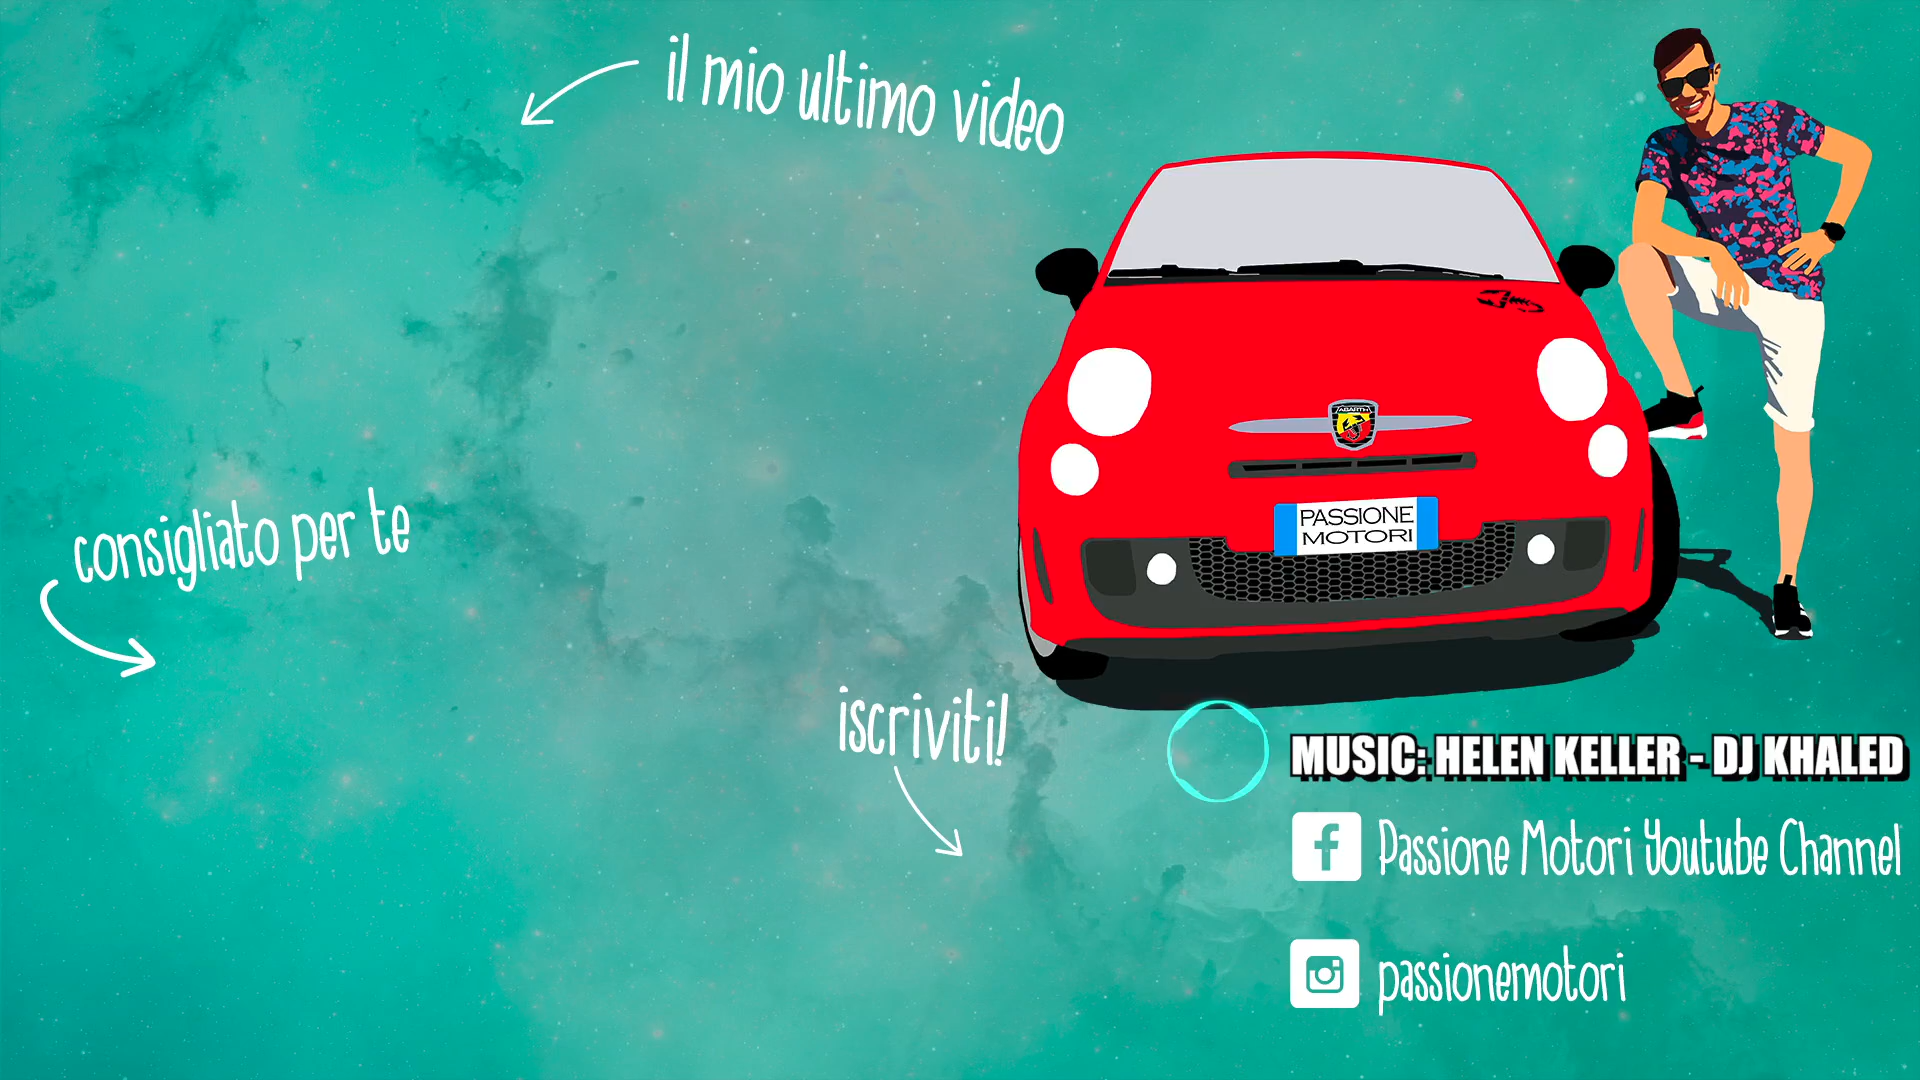 il mio ultimo video
ABARTH
consigliato per te
PASSIONE
MOTORI
iscriviti!
MUSIC: HELEN KELLER - DJ KHALED
Passione Motori Youtube Channel
passionemotori